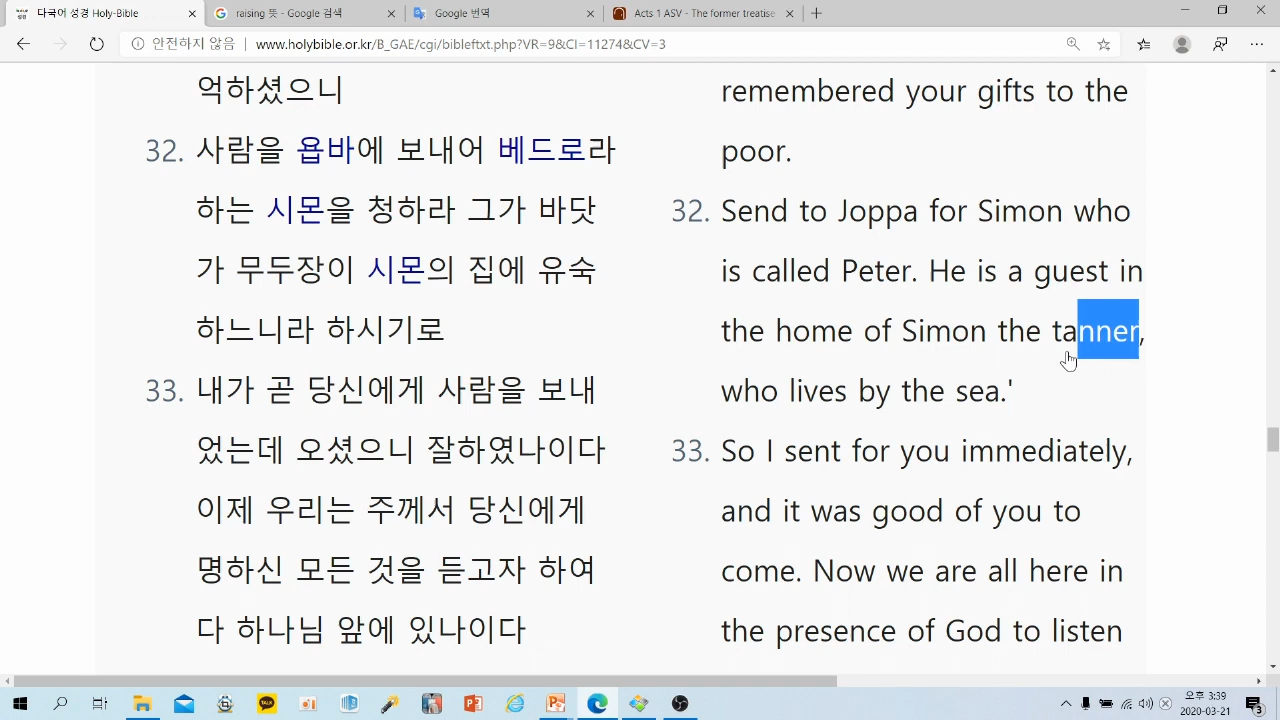 다국어 성경 Holy-Bible
raising 뜻 - Google 검색
Google 번역
Acts 1 ASV - The former treatise
안전하지 않음
www.holybible.or.kr/B_GAE/cgi/bibleftxt.php?VR=9&CI=11274&CV=3
억하셨으니
32. 사람을 욥바에 보내어 베드로라
하는 시몬을 청하라 그가 바닷
가 무두장이 시몬의 집에 유숙
하느니라 하시기로
33. 내가 곧 당신에게 사람을 보내
었는데 오셨으니 잘하였나이다
이제 우리는 주께서 당신에게
명하신 모든 것을 듣고자 하여
다 하나님 앞에 있나이다
remembered your gifts to the
poor.
32. Send to Joppa for Simon who
is called Peter. He is a guest in
the home of Simon the tanner,
who lives by the sea.'
33. So I sent for you immediately,
and it was good of you to
come. Now we are all here in
the presence of God to listen
TALK
오후 3:39
2020-03-21
3